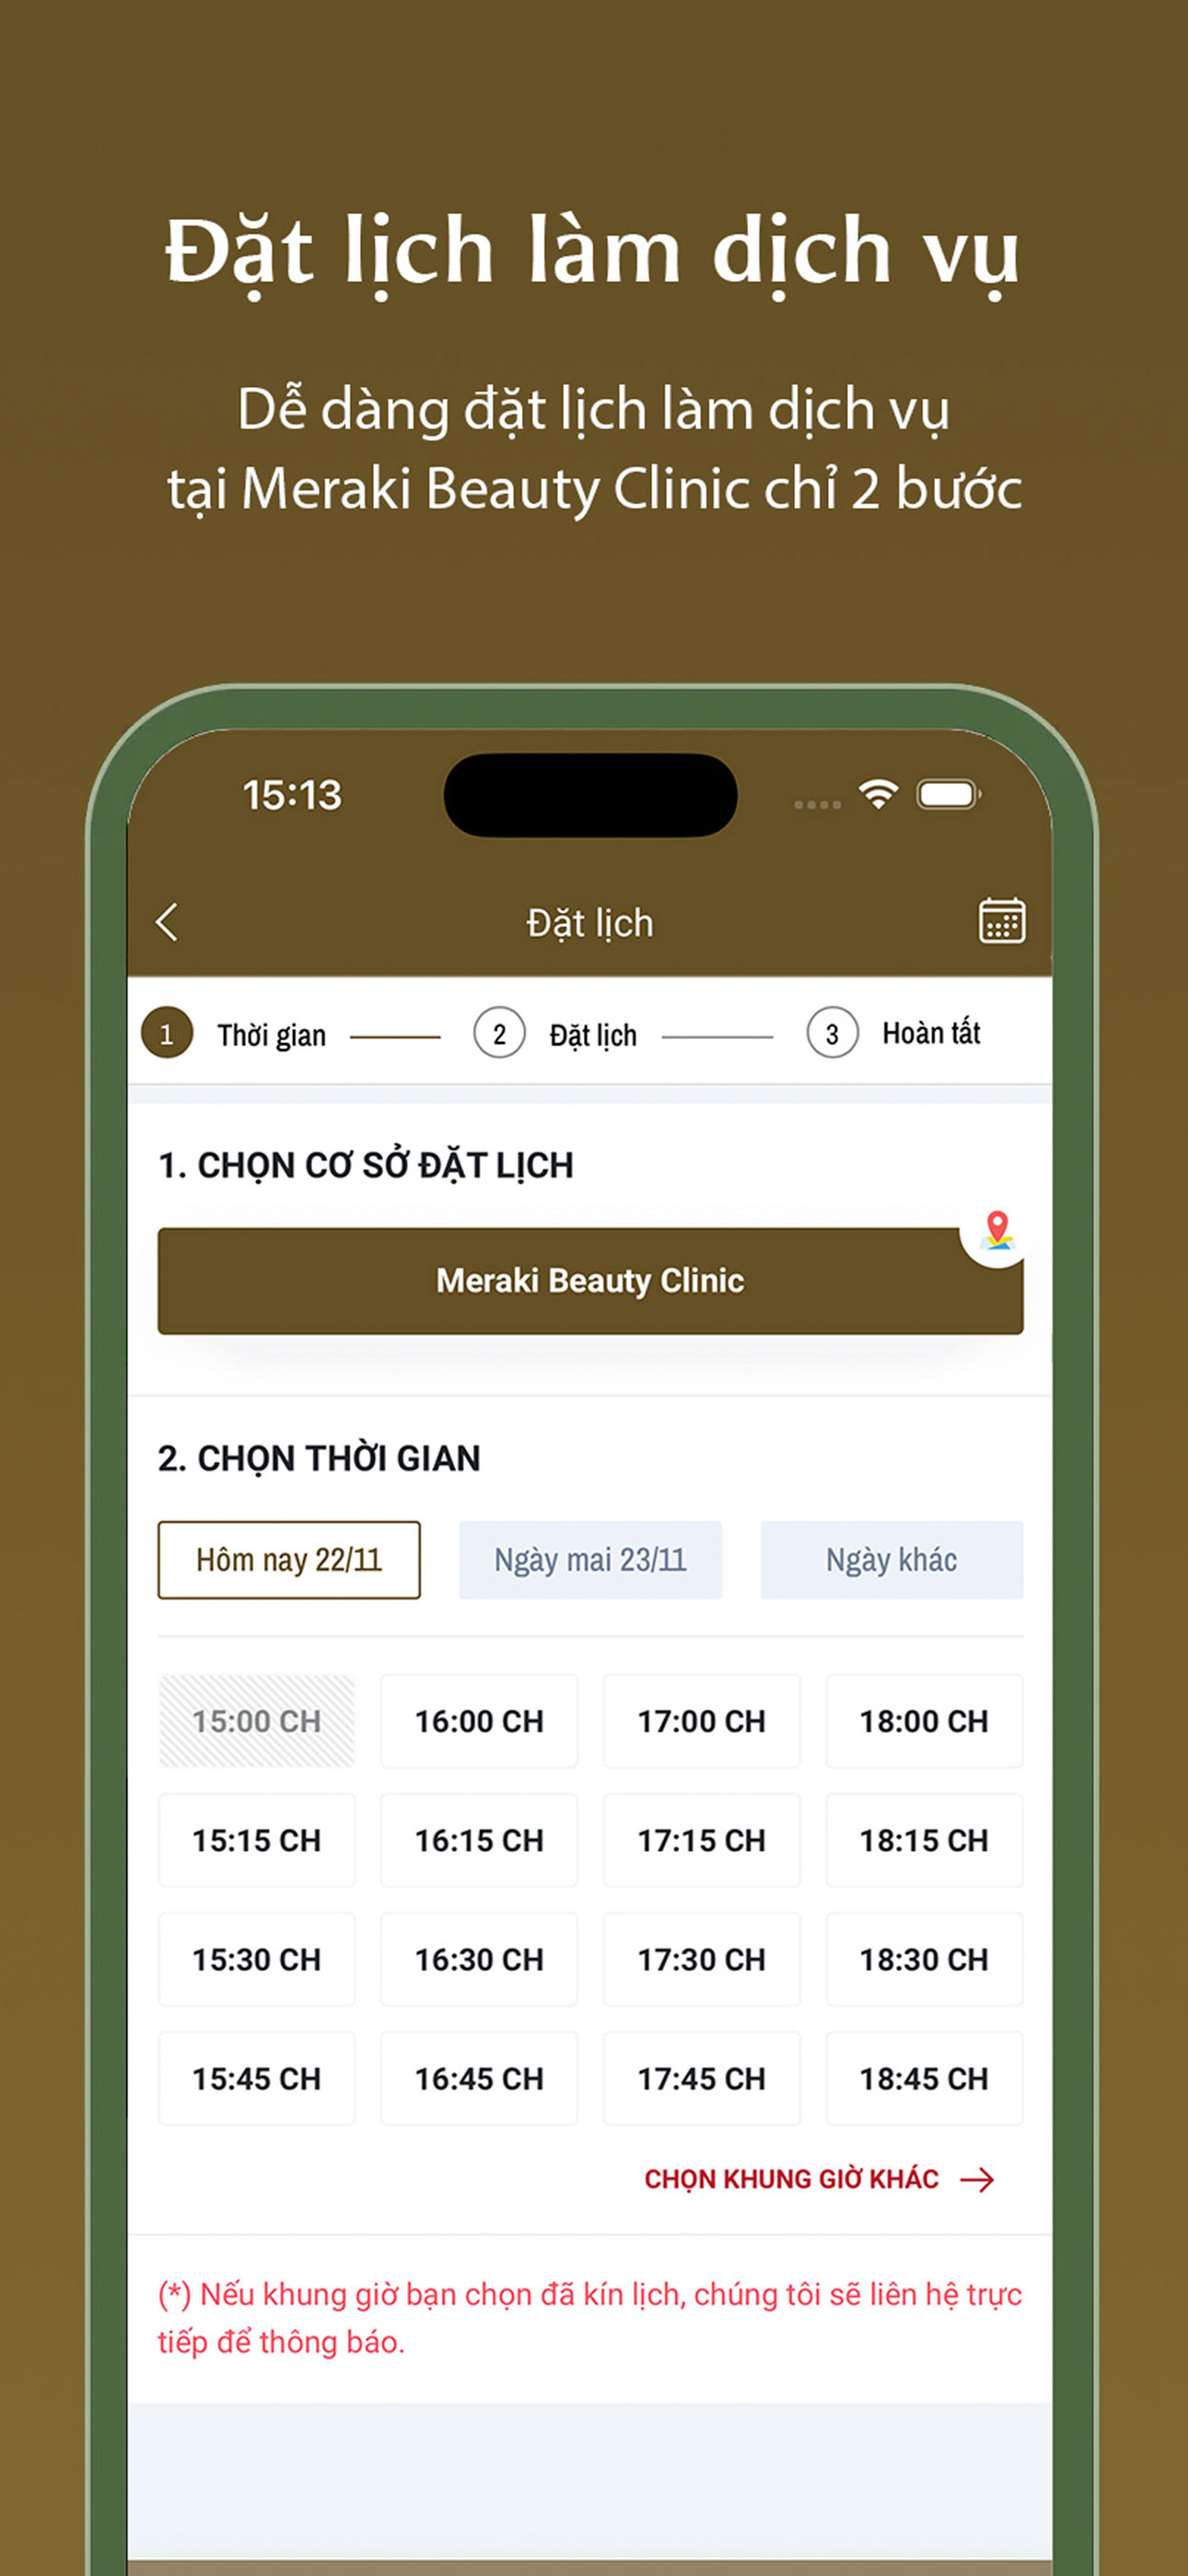 Đặt lịch làm dịch vụ
Dễ dàng đặt lịch làm dịch vụ
tại Meraki Beauty Clinic chỉ 2 bước
15:13
Đặt lịch
1 Thời gian 2 Đặt lịch 3 Hoàn tất
1. CHỌN CƠ SỞ ĐẶT LỊCH
Meraki Beauty Clinic
2. CHỌN THỜI GIAN
Hôm nay 22/11 Ngày mai 23/11 Ngày khác
15:00 CH 16:00 CH 17:00 CH 18:00 CH
15:15 CH 16:15 CH 17:15 CH 18:15 CH
15:30 CH 16:30 CH 17:30 CH 18:30 CH
15:45 CH 16:45 CH 17:45 CH 18:45 CH
CHỌN KHUNG GIỜ KHÁC
(*) Nếu khung giờ bạn chọn đã kín lịch, chúng tôi sẽ liên hệ trực
tiếp để thông báo.